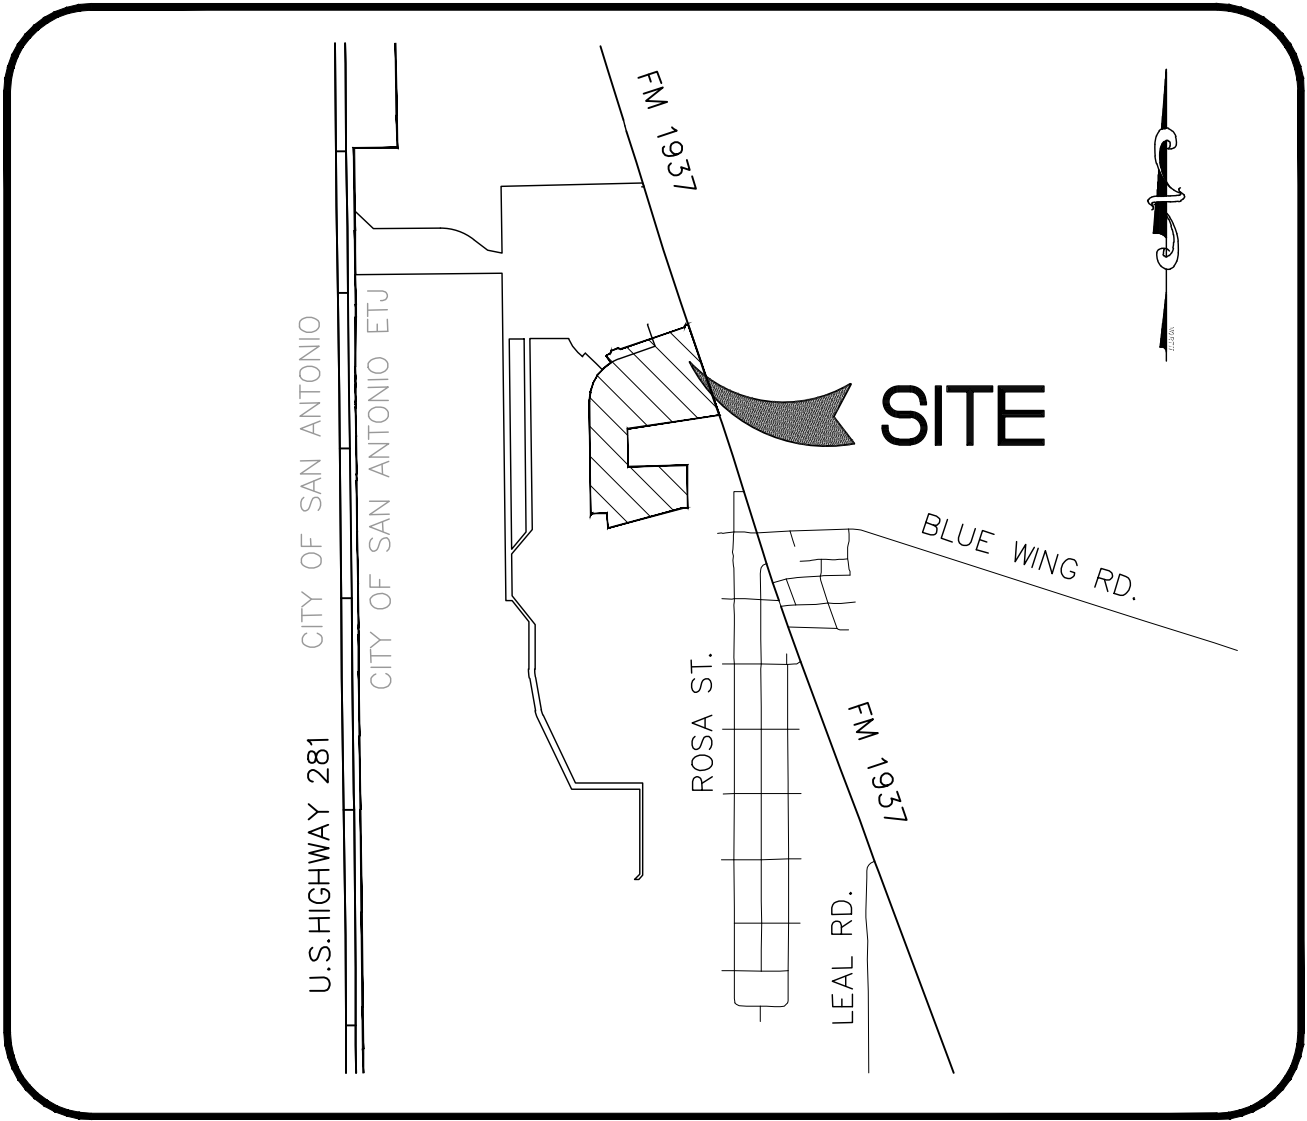 FM 1937
SITE
CITY OF SAN ANTONIO
CITY OF SAN ANTONIO ETJ
BLUE WING RD.
ROSA ST.
FM 1937
U.S.HIGHWAY 281
LEAL RD.